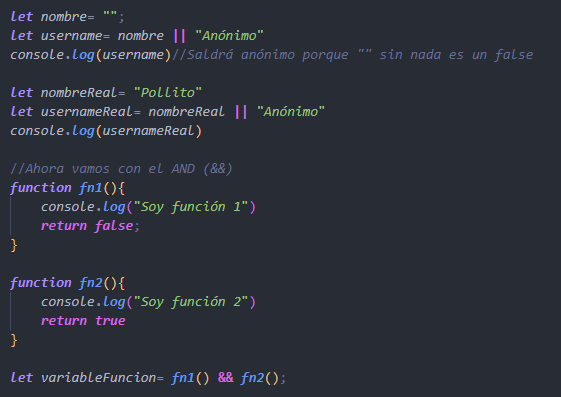 let nombre= "";
let username= nombre || "Anónimo"
console.log(username)//Saldrá anónimo porque "" sin nada es un false
let nombreReal= "Pollito"
let usernameReal= nombreReal || "Anónimo"
console.log(usernameReal)
//Ahora vamos con el AND (&&)
function fn1(){
    console.log("Soy función 1")
    return false;
}
function fn2(){
    console.log("Soy función 2")
    return true
}
let variableFuncion= fn1() && fn2();